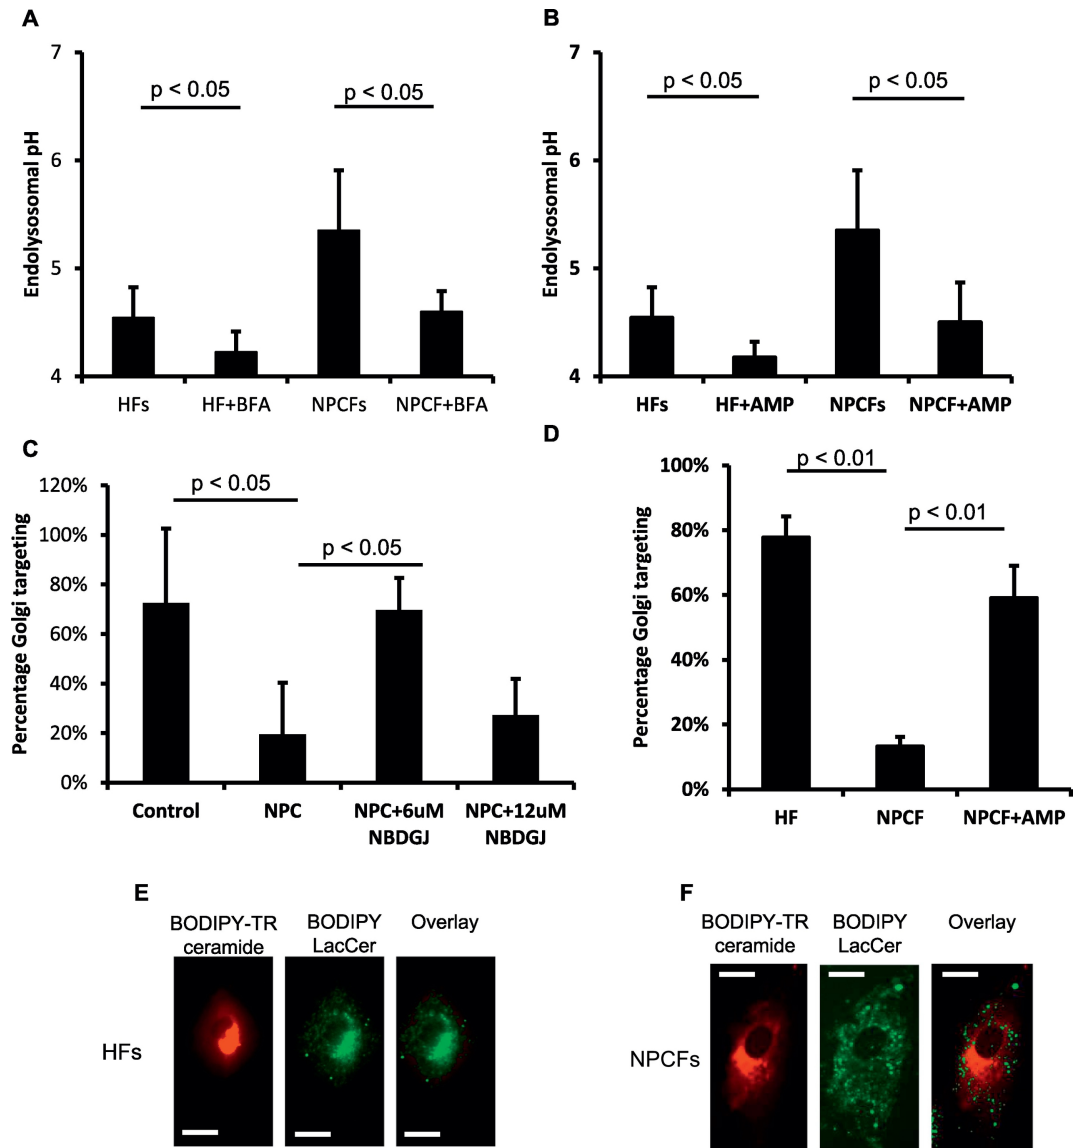 A
7
6
5
4
Endolysosomal pH
p < 0.05
p < 0.05
HFs
HF+BFA
NPCFs
NPCF+BFA
B
7
6
5
4
Endolysosomal pH
p < 0.05
p < 0.05
HFs
HF+AMP
NPCFs
NPCF+AMP
C
120%
100%
80%
60%
40%
20%
0%
Percentage Golgi targeting
p < 0.05
p < 0.05
Control
NPC
NPC+6uM
NBDGJ
NPC+12uM
NBDGJ
D
100%
80%
60%
40%
20%
0%
Percentage Golgi targeting
p < 0.01
p < 0.01
HF
NPCF
NPCF+AMP
E
BODIPY-TR
ceramide
BODIPY
LacCer
Overlay
HFs
F
BODIPY-TR
ceramide
BODIPY
LacCer
Overlay
NPCFs